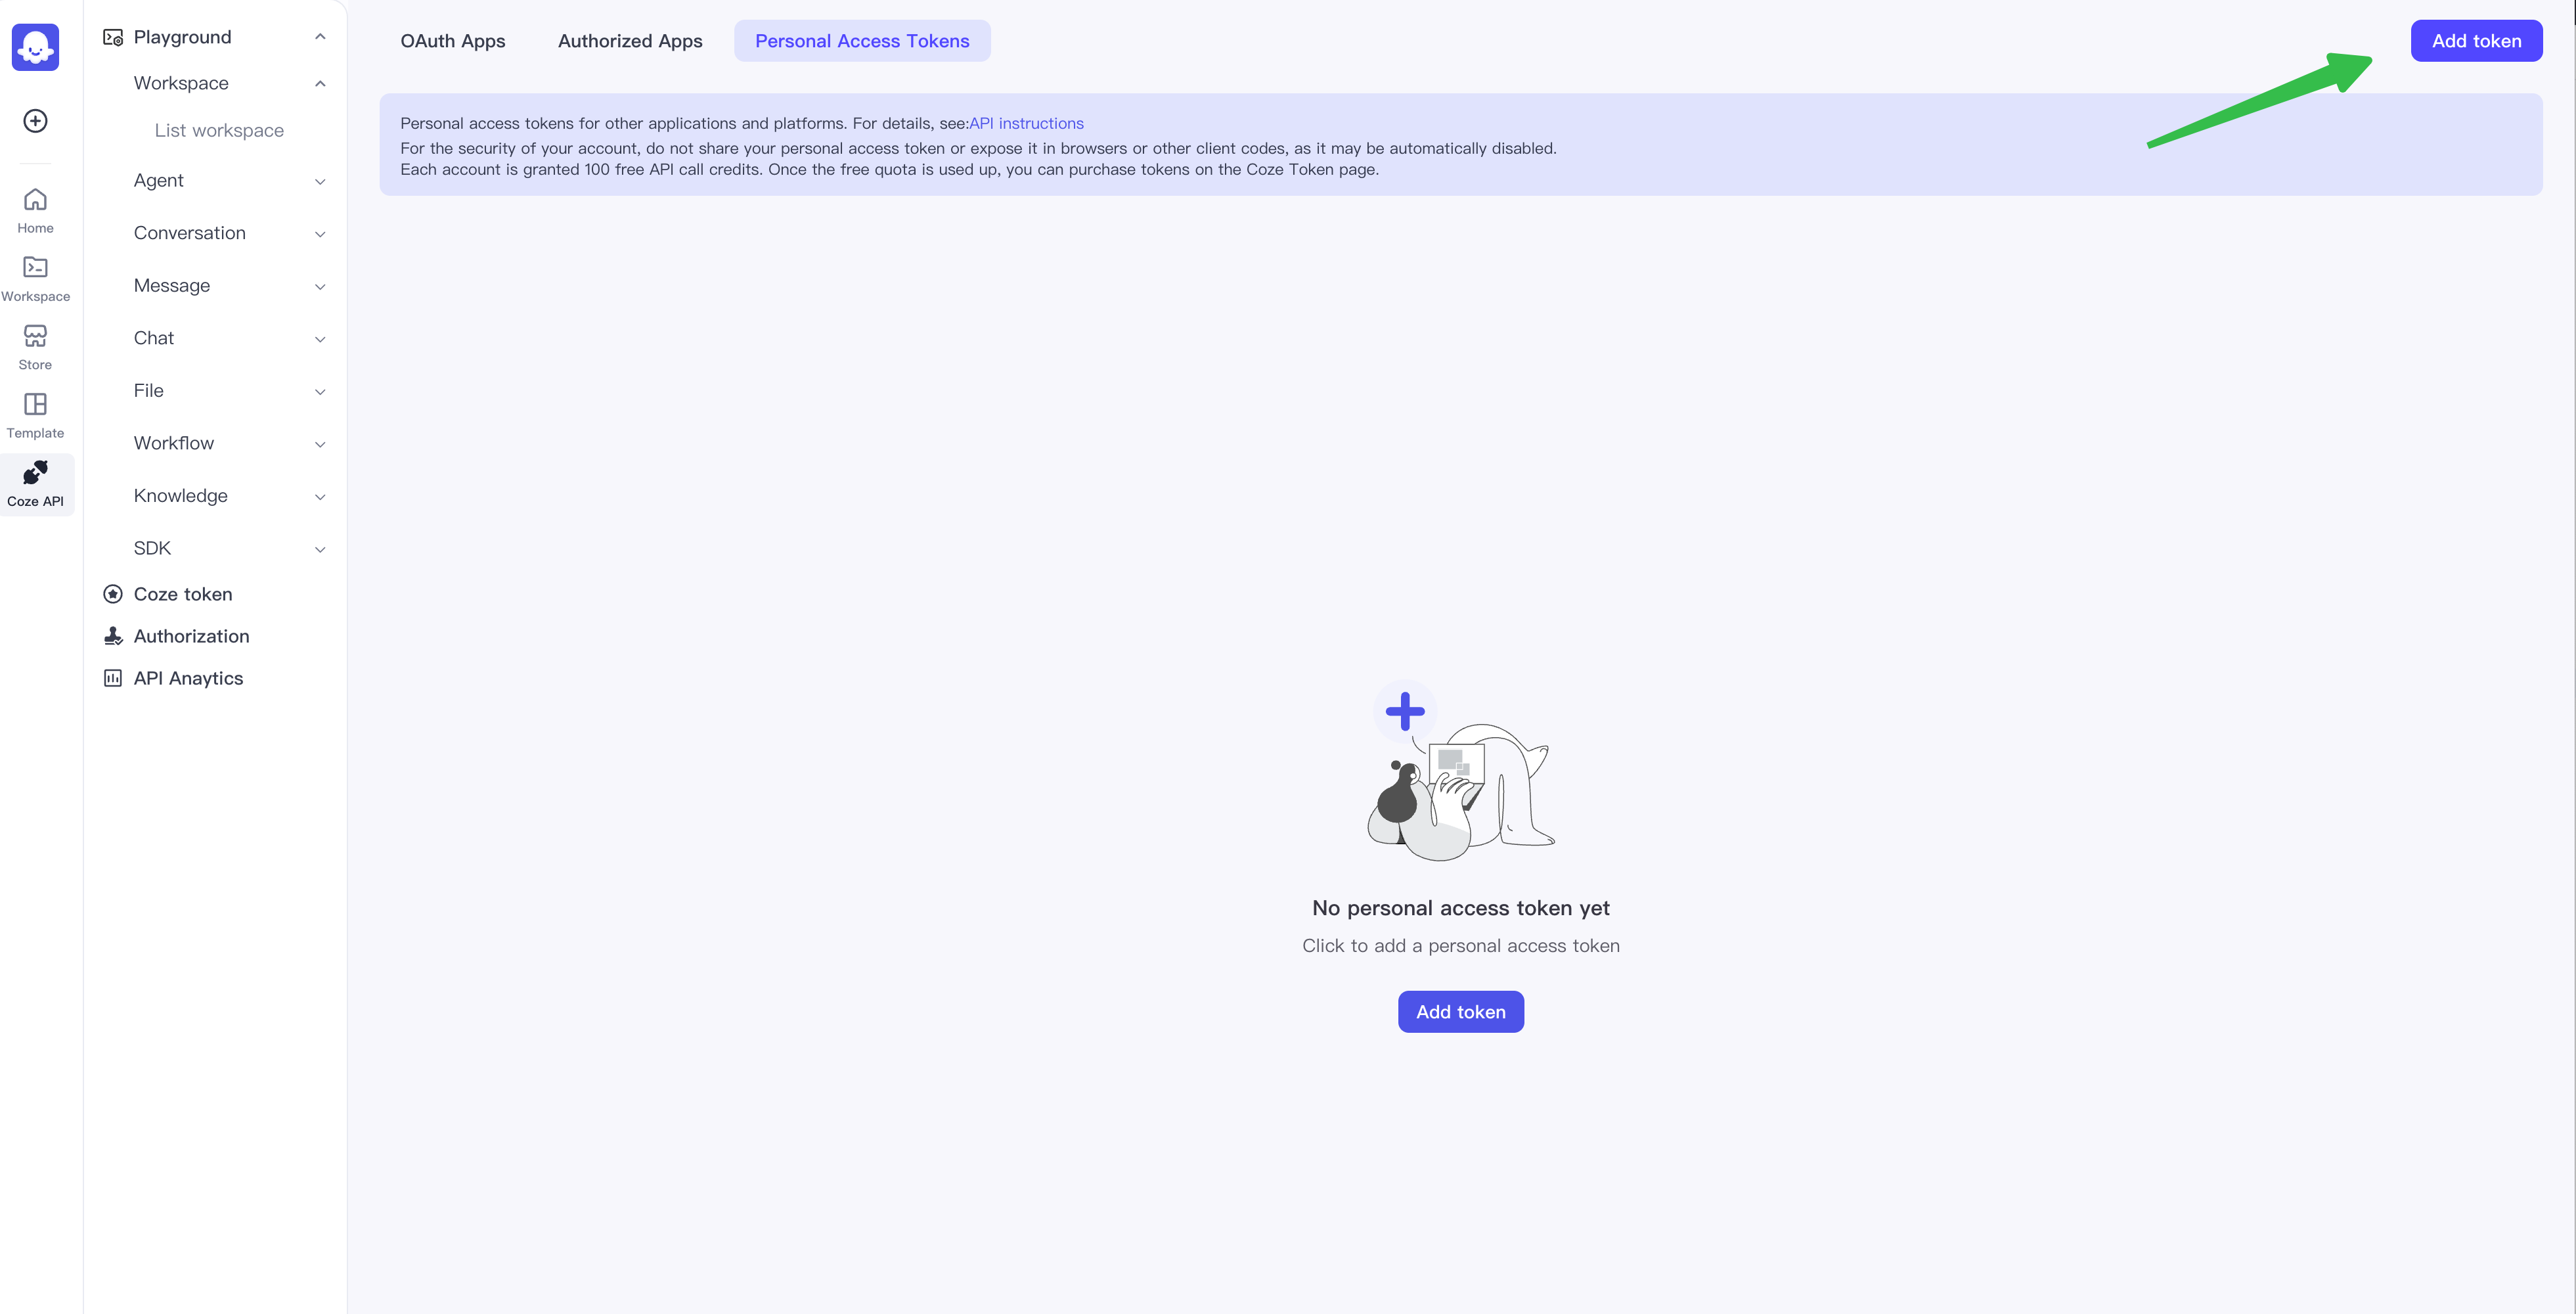 Home
Workspace
Store
Template
Coze API
Playground
Workspace
List workspace
Agent
Conversation
Message
Chat
File
Workflow
Knowledge
SDK
Coze token
Authorization
API Anaytics
OAuth Apps
Authorized Apps
Personal Access Tokens
Add token
Personal access tokens for other applications and platforms. For details, see:API instructions
For the security of your account, do not share your personal access token or expose it in browsers or other client codes, as it may be automatically disabled.
Each account is granted 100 free API call credits. Once the free quota is used up, you can purchase tokens on the Coze Token page.
No personal access token yet
Click to add a personal access token
Add token